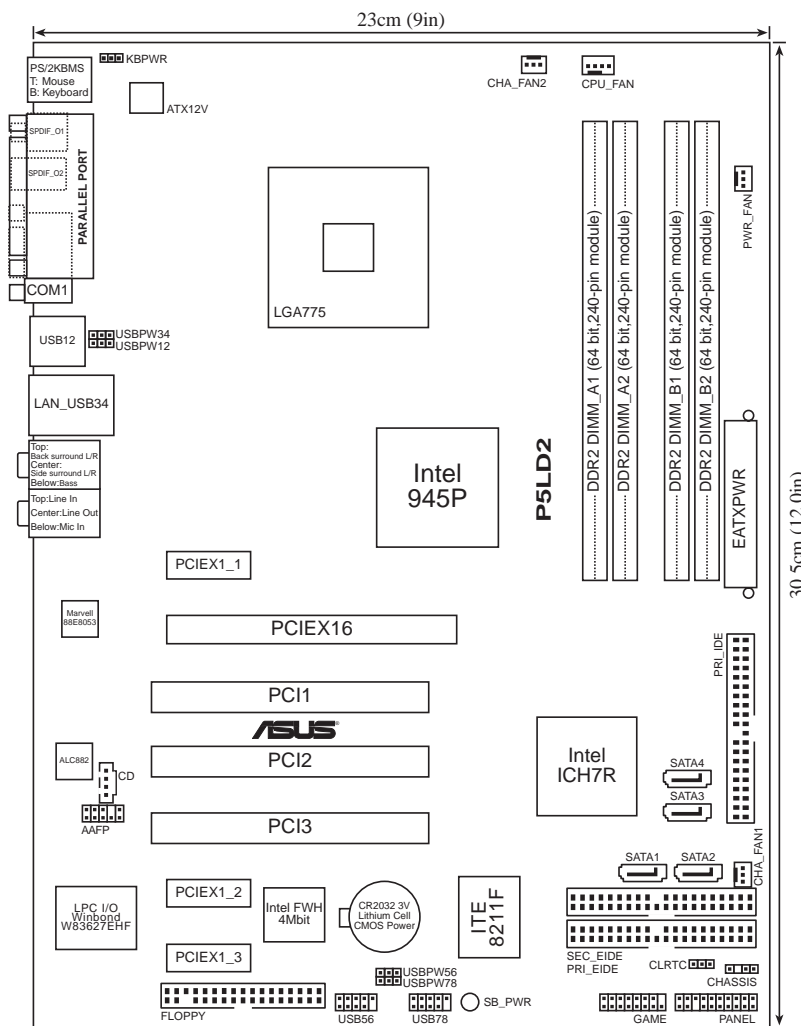 23cm (9in)
KBPWR
PS/2KBMS
T: Mouse
B: Keyboard
ATX12V
CHA_FAN2
CPU_FAN
SPDIF_O1
SPDIF_O2
PARALLEL PORT
PWR_FAN
COM1
LGA775
DDR2 DIMM_A1 (64 bit,240-pin module)
DDR2 DIMM_A2 (64 bit,240-pin module)
DDR2 DIMM_B1 (64 bit,240-pin module)
DDR2 DIMM_B2 (64 bit,240-pin module)
USB12
USBPW34
USBPW12
LAN_USB34
Top:
Back surround L/R
Center:
Side surround L/R
Below:Bass
Top:Line In
Center:Line Out
Below:Mic In
Intel
945P
P5LD2
EATXPWR
30.5cm (12.0in)
PCIEX1_1
Marvell
88E8053
PCIEX16
PRI_IDE
PCI1
ASUS
PCI2
ALC882
CD
AAFP
Intel
ICH7R
SATA4
SATA3
PCI3
SATA1
SATA2
CHA_FAN1
LPC I/O
Winbond
W83627EHF
PCIEX1_2
Intel FWH
4Mbit
CR2032 3V
Lithium Cell
CMOS Power
ITE
8211F
PCIEX1_3
SEC_EIDE
PRI_EIDE
CLRTC
CHASSIS
USBPW56
USBPW78
FLOPPY
USB56
USB78
SB_PWR
GAME
PANEL